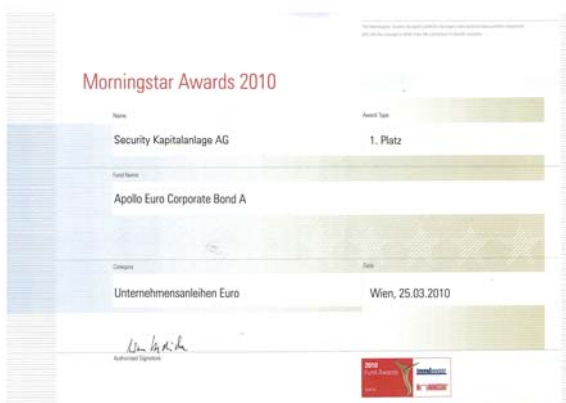 Morningstar Awards 2010
Name
Award Type
Security Kapitalanlage AG
1. Platz
Fund Name
Apollo Euro Corporate Bond A
Category
Date
Unternehmensanleihen Euro
Wien, 25.03.2010
Authorised Signature
2010
Fund Awards